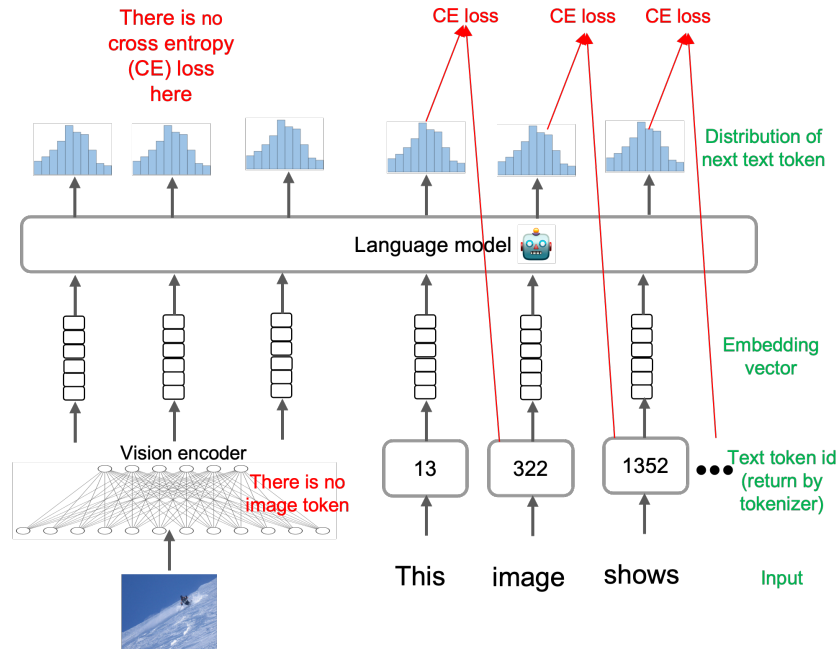 There is no
cross entropy
(CE) loss
here
CE loss
CE loss
CE loss
Distribution of
next text token
Language model
Embedding
vector
Vision encoder
There is no
image token
13
322
1352
Text token id
(return by
tokenizer)
This
image
shows
Input